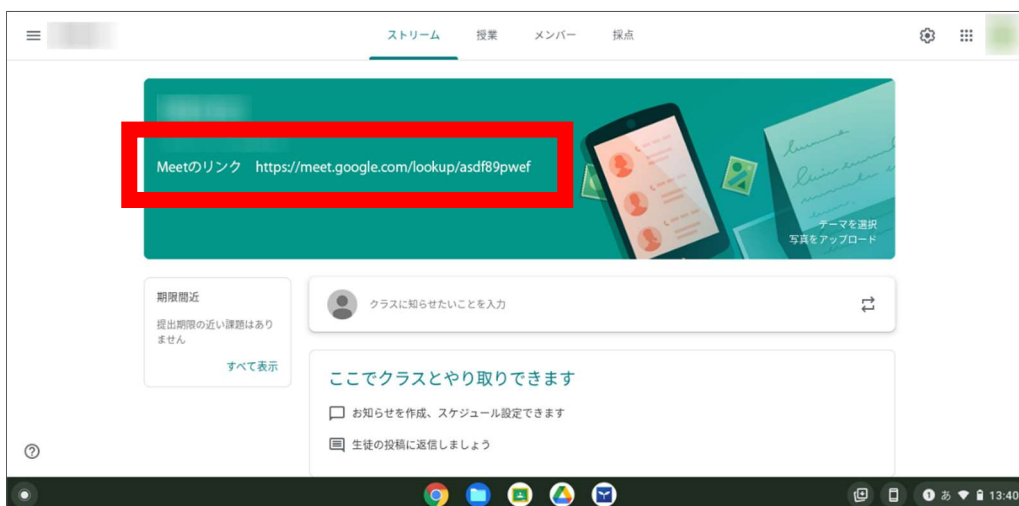 ストリーム 授業 メンバー 採点
Meetのリンク https://meet.google.com/lookup/asdf89pwef
テーマを選択
写真をアップロード
期限間近
提出期限の近い課題はあり
ません
すべて表示
クラスに知らせたいことを入力
ここでクラスとやり取りできます
お知らせを作成、スケジュール設定できます
生徒の投稿に返信しましょう
1 あ 13:40